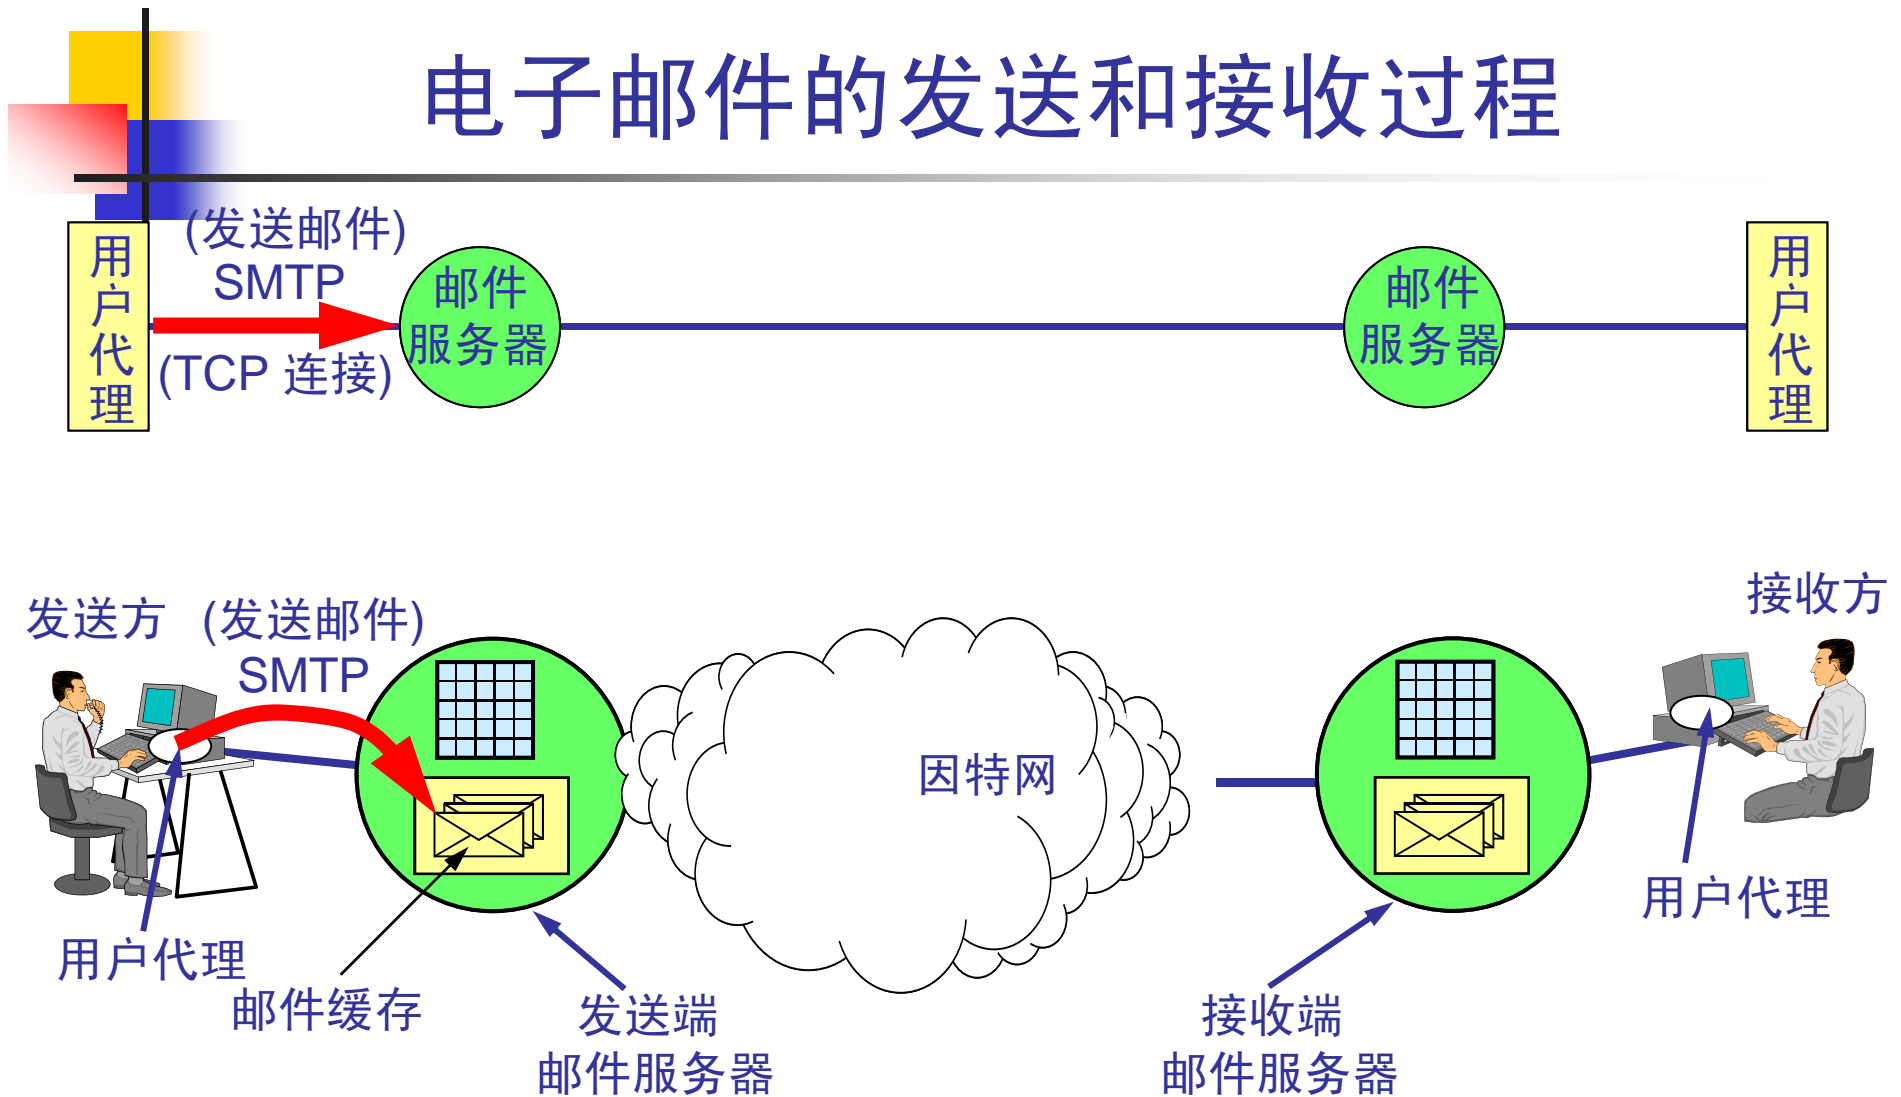 电子邮件的发送和接收过程
用户代理
(发送邮件)
SMTP
(TCP 连接)
邮件
服务器
邮件
服务器
用户代理
发送方
(发送邮件)
SMTP
因特网
接收方
用户代理
邮件缓存
发送端
邮件服务器
接收端
邮件服务器
用户代理